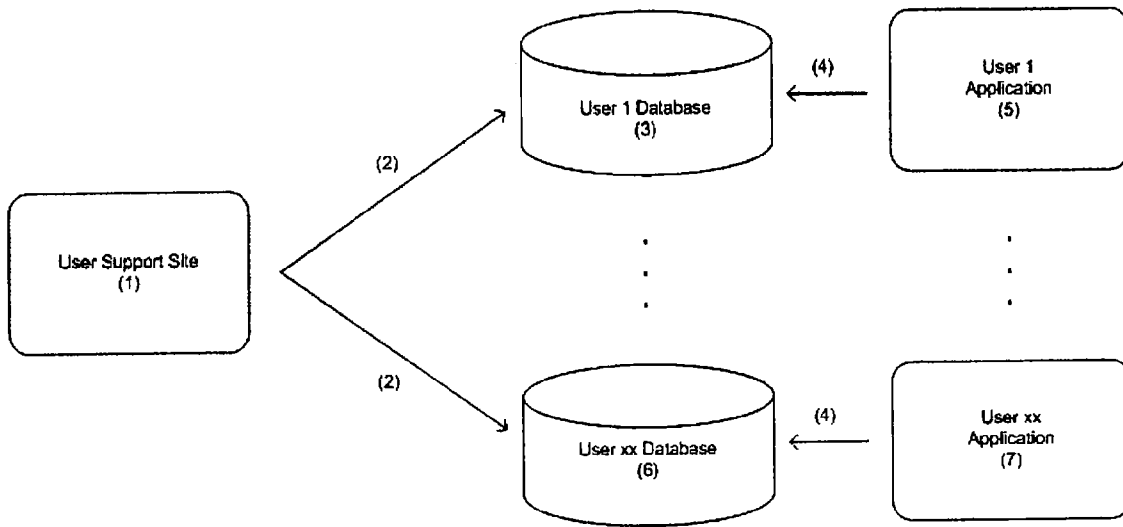 User Support Site
(1)
(2)
(2)
User 1 Database
(3)
(4)
User 1
Application
(5)
User xx Database
(6)
(4)
User xx
Application
(7)